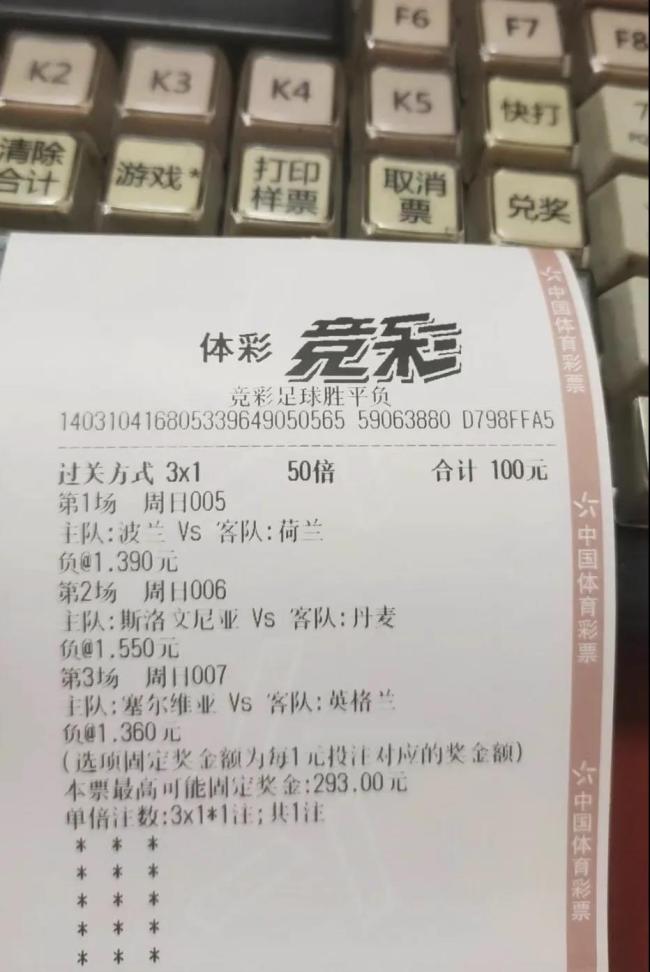 F6
F7
F8
K2
K3
K4
K5
快打
7
清除
合计
游戏*
打印
样票
取消
票
兑奖
体彩 竞彩
竞彩足球胜平负
140310416805339649050565 59063880 D798FFA5
过关方式 3x1 50倍 合计 100元
第1场 周日005
主队:波兰 Vs 客队:荷兰
负@1.390元
第2场 周日006
主队:斯洛文尼亚 Vs 客队:丹麦
负@1.550元
第3场 周日007
主队:塞尔维亚 Vs 客队:英格兰
负@1.360元
(选项固定奖金额为每1元投注对应的奖金额)
本票最高可能固定奖金:293.00元
单倍注数:3x1*1注;共1注
* * *
* * *
* * *
* * *
* * *
中国体育彩票
中国体育彩票
中国体育彩票